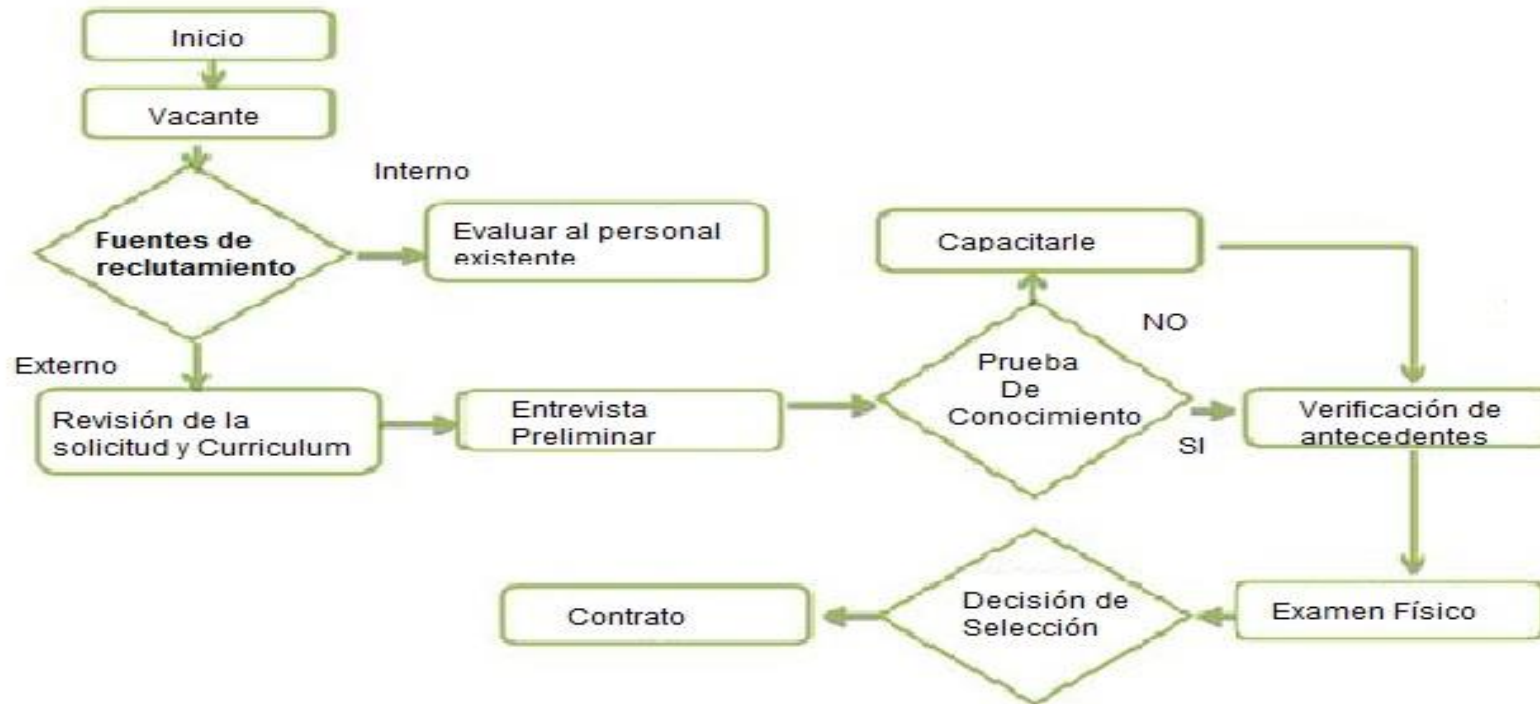 Inicio
Vacante
Interno
Fuentes de
reclutamiento
Evaluar al personal
existente
Externo
Revisión de la
solicitud y Curriculum
Entrevista
Preliminar
Capacitarle
NO
Prueba
De
Conocimiento
SI
Verificación de
antecedentes
Examen Físico
Decisión de
Selección
Contrato